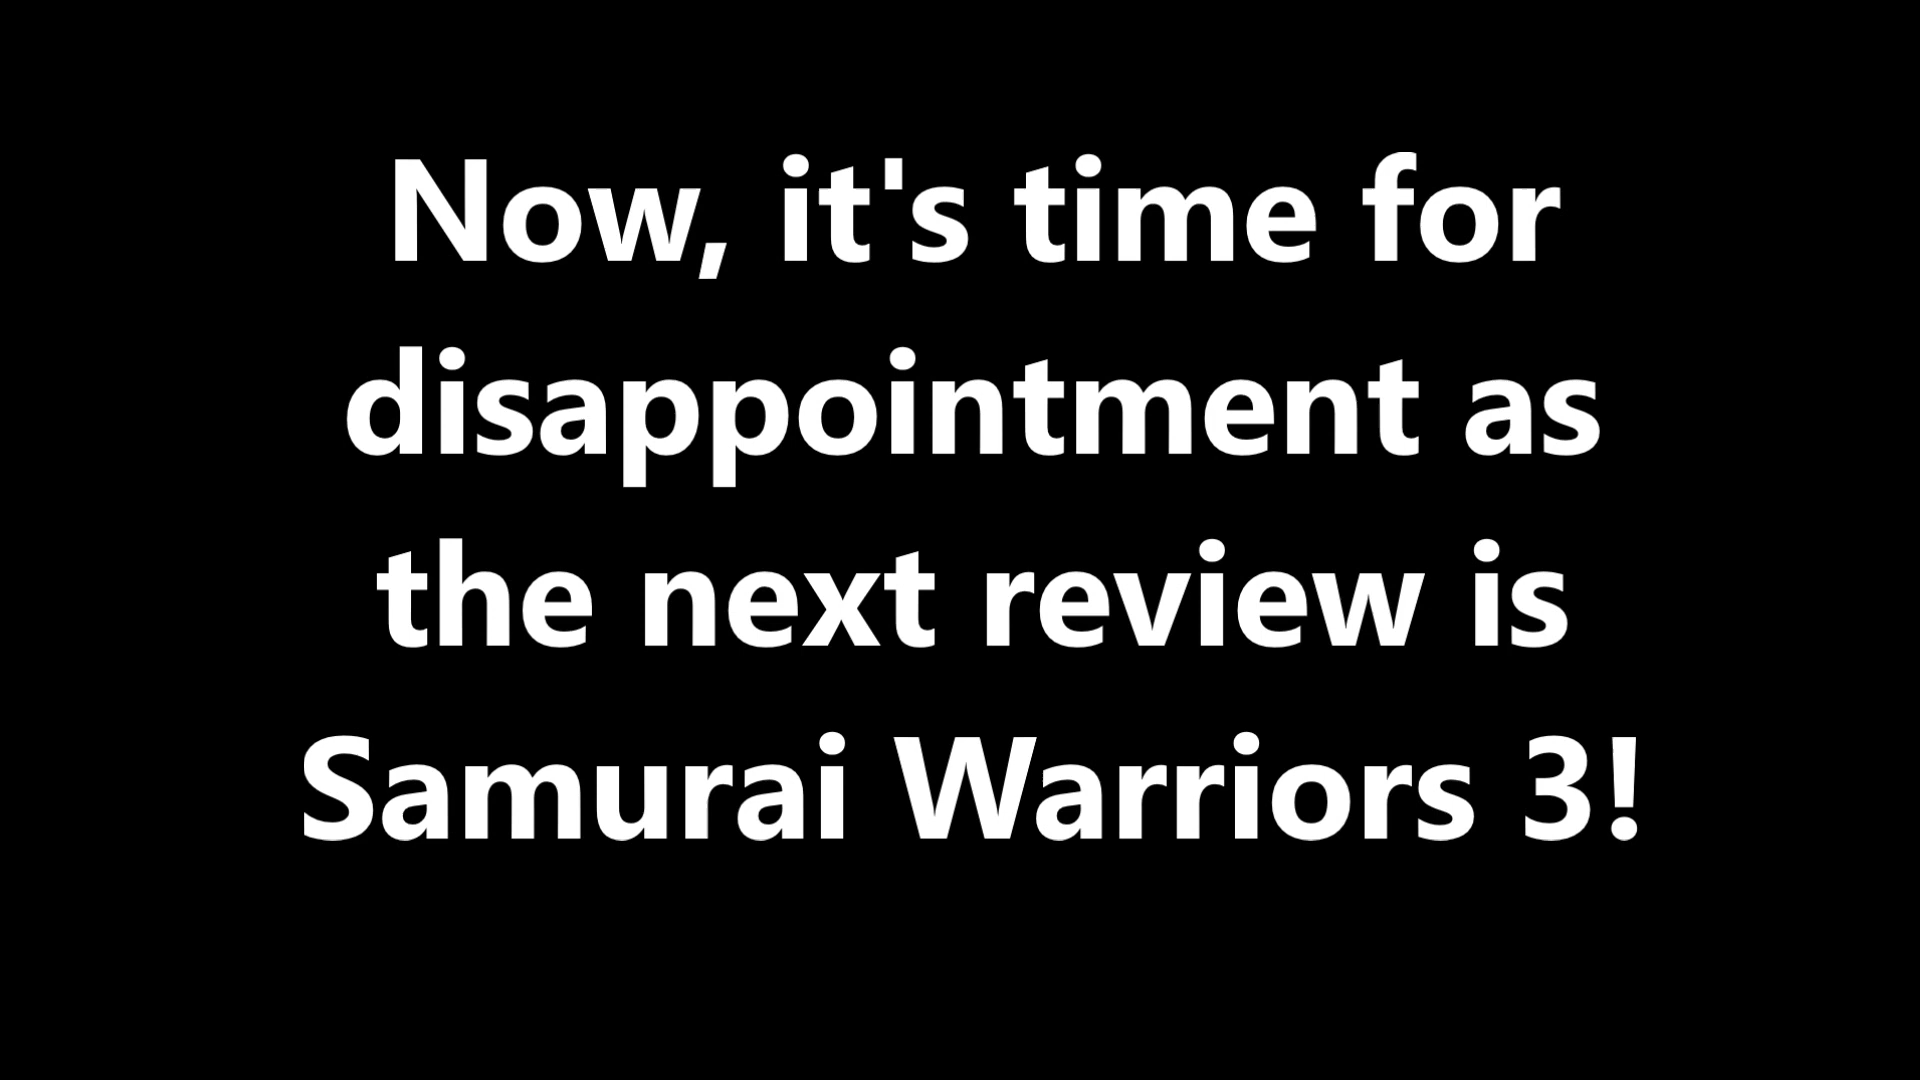 Now, it's time for
disappointment as
the next review is
Samurai Warriors 3!